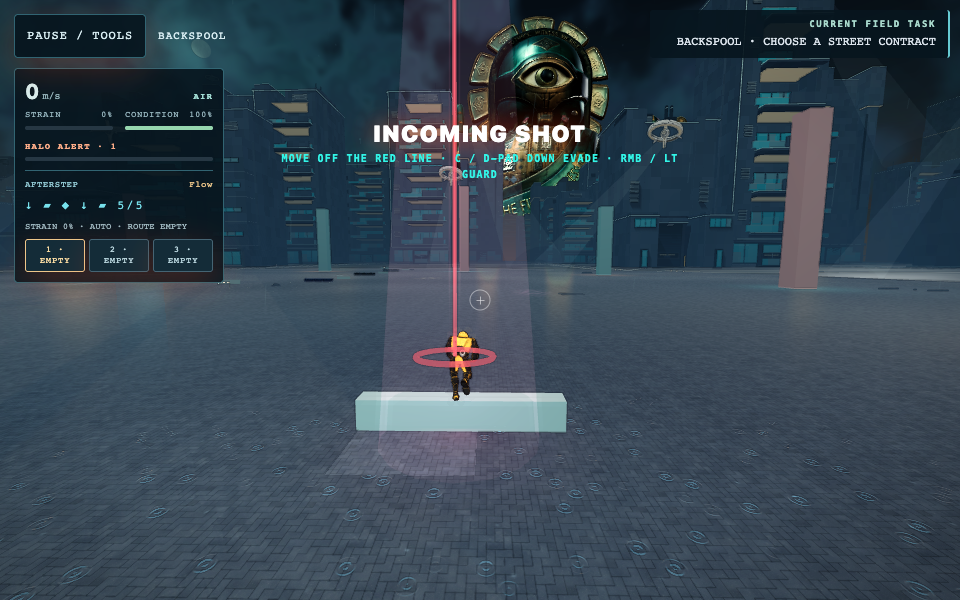 PAUSE / TOOLS
BACKSPOOL
CURRENT FIELD TASK
BACKSPOOL · CHOOSE A STREET CONTRACT
0 m/s
AIR
STRAIN 0%
CONDITION 100%
HALO ALERT · 1
AFTERSTEP
Flow
5/5
STRAIN 0% · AUTO · ROUTE EMPTY
1 ·
EMPTY
2 ·
EMPTY
3 ·
EMPTY
INCOMING SHOT
MOVE OFF THE RED LINE · C / D-PAD DOWN EVADE · RMB / LT
GUARD